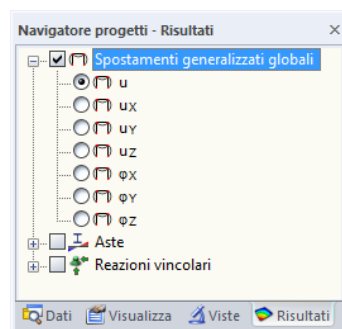 Navigatore progetti - Risultati
Spostamenti generalizzati globali
u
uX
uY
uZ
φX
φY
φZ
Aste
Reazioni vincolari
Dati Visualizza Viste Risultati